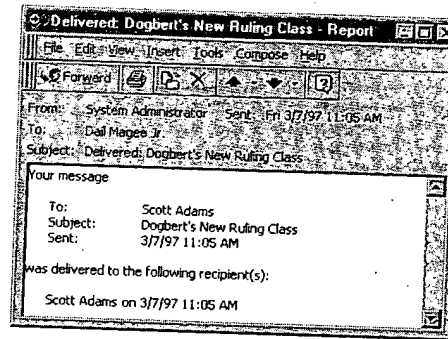 Delivered: Dogbert's New Ruling Class - Report
File Edit View Insert Tools Compose Help
Forward
From: System Administrator Sent: Fri 3/7/97 11:05 AM
To: Dail Magee Jr.
Subject: Delivered: Dogbert's New Ruling Class
Your message
To: Scott Adams
Subject: Dogbert's New Ruling Class
Sent: 3/7/97 11:05 AM
was delivered to the following recipient(s):
Scott Adams on 3/7/97 11:05 AM